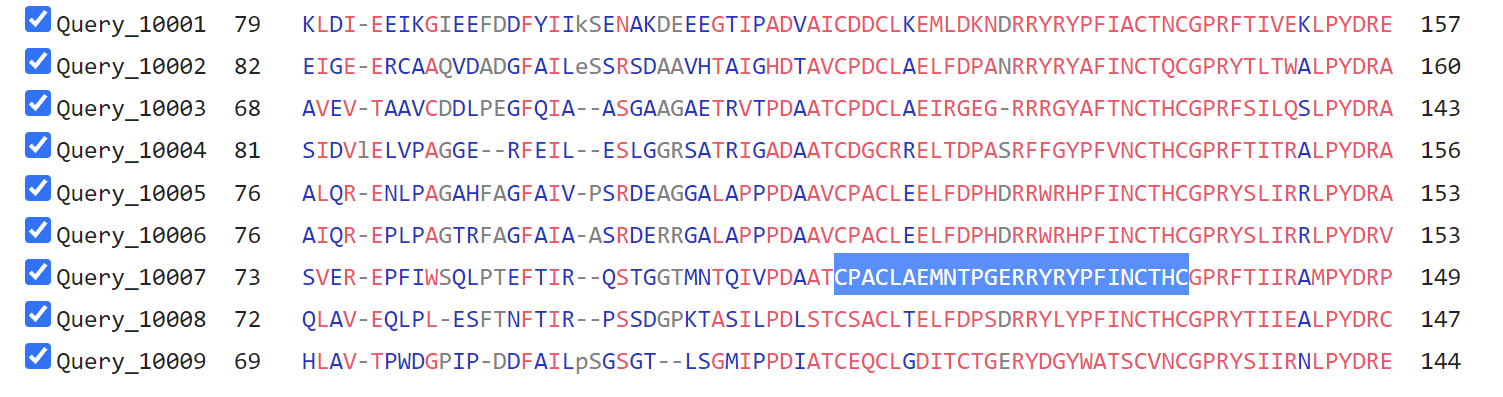 Query_10001 79 KLDI-EEIKGIEEFDDFYIIkSENAKDEEEGTIPADVAICDDCLKEMLDKNDRRYRYPFIACTNCGPRFTIVEKLPYDRE 157
Query_10002 82 EIGE-ERCAAQVDADGFAILeSSRSDAAVHTAIGHDTAVCPDCLAELFDPANRRYRYAFINCTQCGPRYTLTWALPYDRA 160
Query_10003 68 AVEV-TAAVCDDLPEGFQIA--ASGAAGAETRVTPDAATCPDCLAEIRGEG-RRRGYAFINCTHCGPRFSILQSLPYDRA 143
Query_10004 81 SIDVlELVPAGGE--RFEIL--ESLGGRSATRIGADAATCDGCRRELTDPASRFFGYPFVNCTHCGPRFTITRALPYDRA 156
Query_10005 76 ALQR-ENLPAGAHFAGFAIV-PSRDEAGGALAPPPDAAVCPACLEELFDPHDRRWRHPFINCTHCGPRYSLIRRLPYDRA 153
Query_10006 76 AIQR-EPLPAGTRFAGFAIA-ASRDERRGALAPPPDAAVCPACLEELFDPHDRRWRHPFINCTHCGPRYSLIRRLPYDRV 153
Query_10007 73 SVER-EPFIWSQLPTEFTIR--QSTGGTMNTQIVPDAATCPACLAEMNTPGERRYRYPFINCTHCGPRFTIIRAMPYDRP 149
Query_10008 72 QLAV-EQLPL-ESFTNFTIR--PSSDGPKTASILPDLSTCSACLTELFDPSDRRYLYPFINCTHCGPRYTIIEALPYDRC 147
Query_10009 69 HLAV-TPWDGPIP-DDFAILpSGSGT--LSGMIPPDIATCEQCLGDITCTGERYDGYWATSCVNCGPRYSIIRNLPYDRE 144